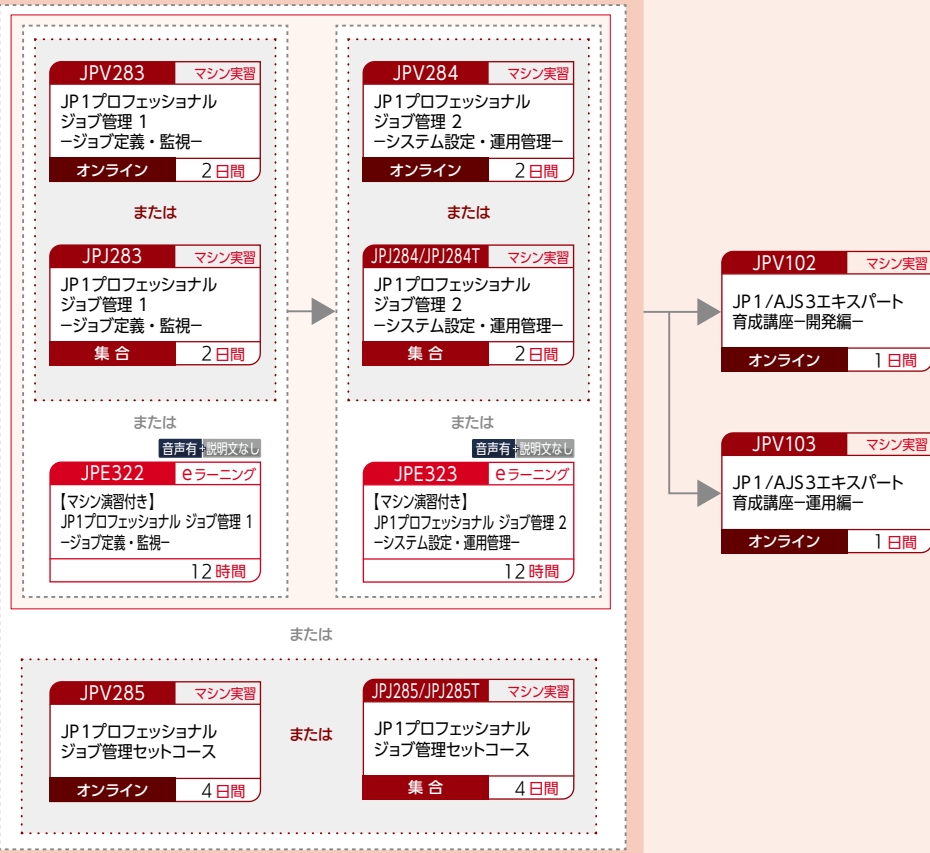 JPV283 マシン実習
JP1プロフェッショナル
ジョブ管理 1
−ジョブ定義・監視−
オンライン 2日間
または
JPJ283 マシン実習
JP1プロフェッショナル
ジョブ管理 1
−ジョブ定義・監視−
集合 2日間
または
音声有+説明文なし
JPE322 eラーニング
【マシン演習付き】
JP1プロフェッショナル ジョブ管理 1
−ジョブ定義・監視−
12時間
JPV284 マシン実習
JP1プロフェッショナル
ジョブ管理 2
−システム設定・運用管理−
オンライン 2日間
または
JPJ284/JPJ284T マシン実習
JP1プロフェッショナル
ジョブ管理 2
−システム設定・運用管理−
集合 2日間
または
音声有+説明文なし
JPE323 eラーニング
【マシン演習付き】
JP1プロフェッショナル ジョブ管理 2
−システム設定・運用管理−
12時間
または
JPV285 マシン実習
JP1プロフェッショナル
ジョブ管理セットコース
オンライン 4日間
または
JPJ285/JPJ285T マシン実習
JP1プロフェッショナル
ジョブ管理セットコース
集合 4日間
JPV102 マシン実習
JP1/AJS3エキスパート
育成講座−開発編−
オンライン 1日間
JPV103 マシン実習
JP1/AJS3エキスパート
育成講座−運用編−
オンライン 1日間